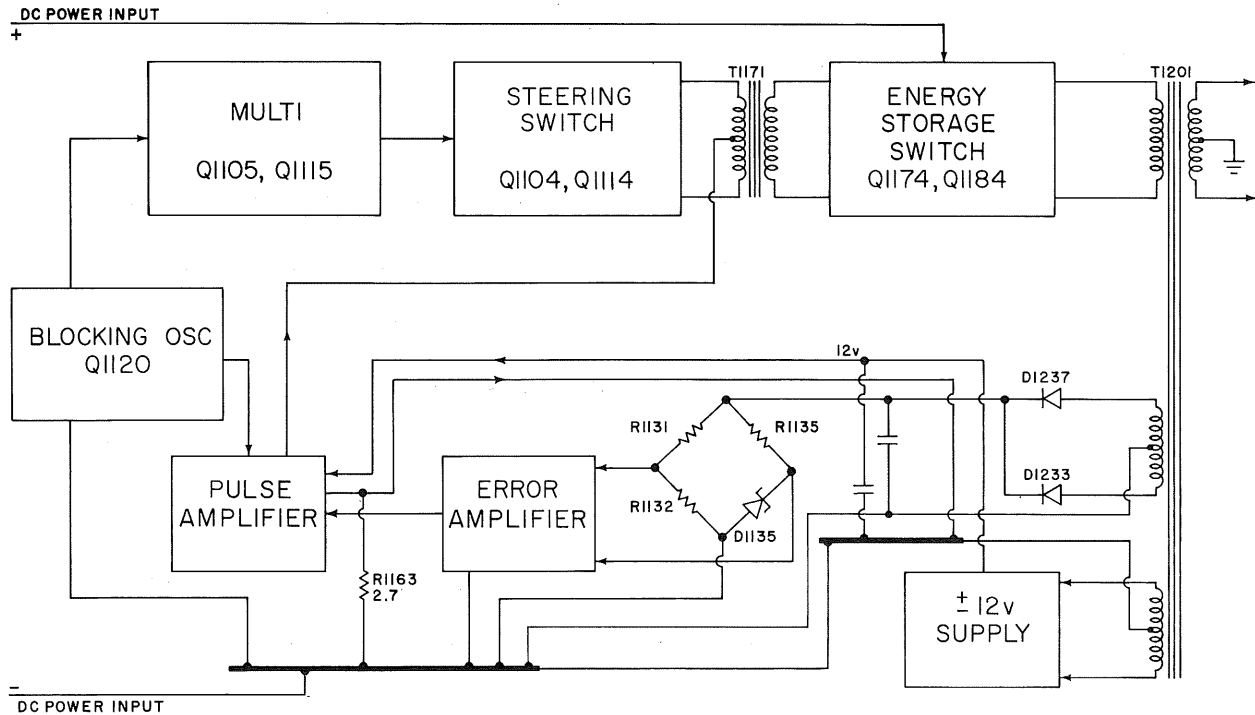 DC POWER INPUT
+
MULTI
Q1105, Q1115
STEERING
SWITCH
Q1104, Q1114
T1171
ENERGY
STORAGE
SWITCH
Q1174, Q1184
T1201
BLOCKING OSC
Q1120
12v
D1237
R1131
R1135
D1233
PULSE
AMPLIFIER
ERROR
AMPLIFIER
R1132
D1135
R1163
2.7
± 12v
SUPPLY
−
DC POWER INPUT